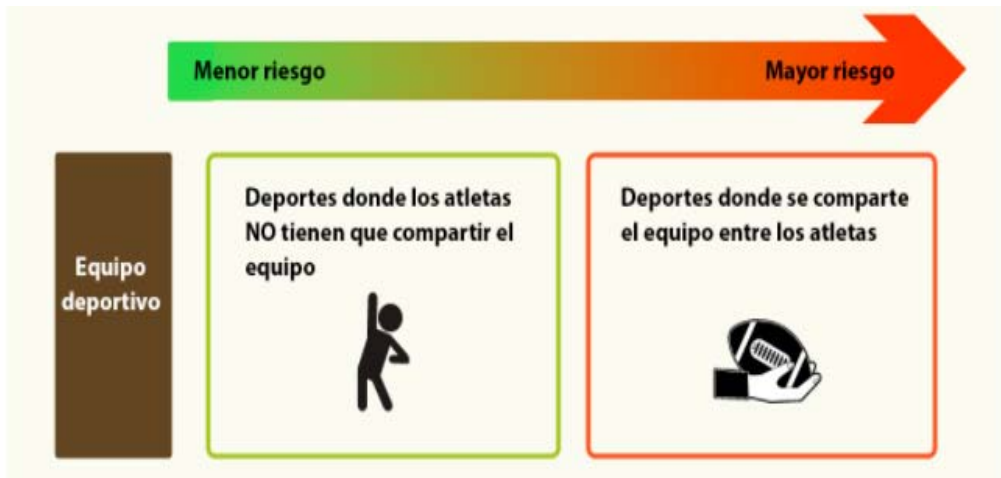 Menor riesgo
Mayor riesgo
Equipo
deportivo
Deportes donde los atletas
NO tienen que compartir el
equipo
Deportes donde se comparte
el equipo entre los atletas